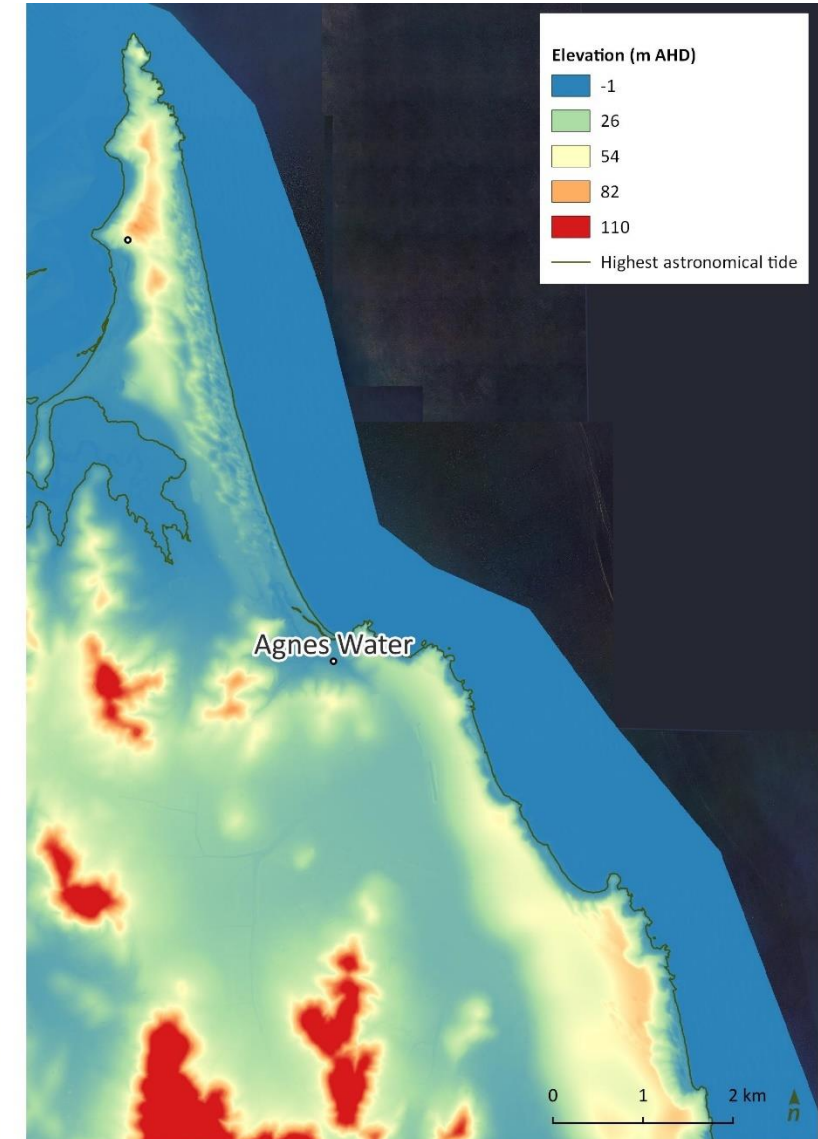 Elevation (m AHD)
-1
26
54
82
110
Highest astronomical tide
Agnes Water
0 1 2 km
n